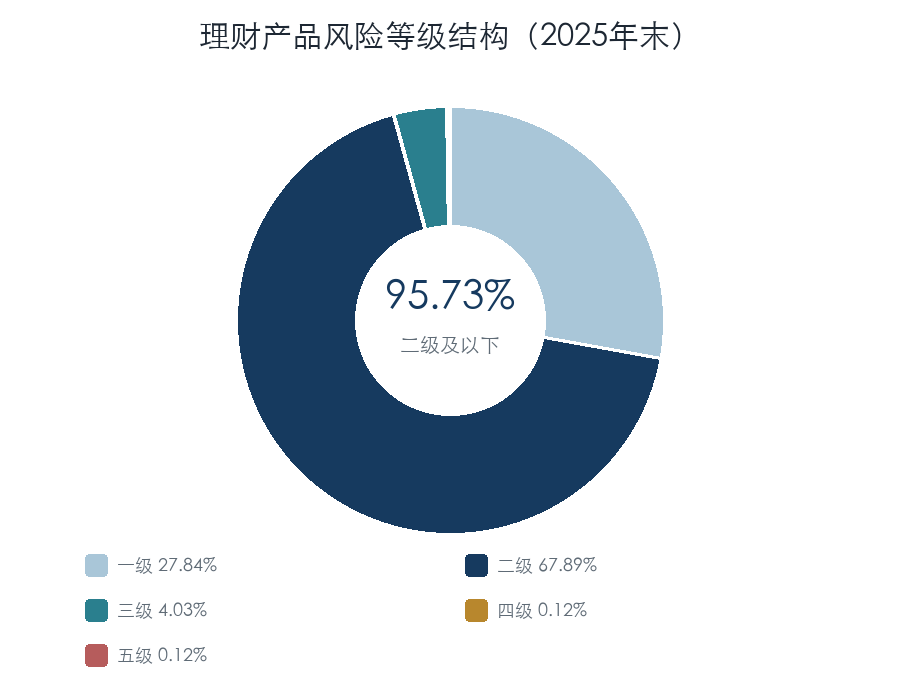 理财产品风险等级结构（2025年末）
95.73%
二级及以下
一级 27.84%
二级 67.89%
三级 4.03%
四级 0.12%
五级 0.12%